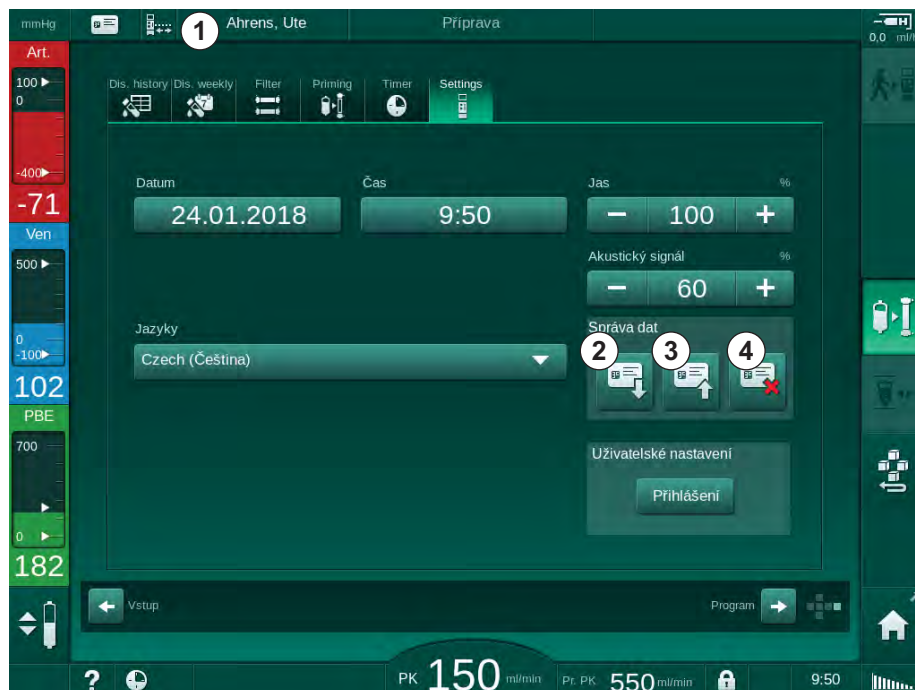 mmHg
1
Ahrens, Ute
Příprava
0,0 ml/h
Art.
100
0
-400
-71
Ven
500
0
-100
102
PBE
700
0
182
Dis. history
Dis. weekly
Filter
Priming
Timer
Settings
Datum
Čas
Jas
%
24.01.2018
9:50
− 100 +
Akustický signál
%
− 60 +
Jazyky
Czech (Čeština)
Správa dat
2
3
4
Uživatelské nastavení
Přihlášení
Vstup
Program
?
PK 150 ml/min
Pr. PK 550 ml/min
9:50